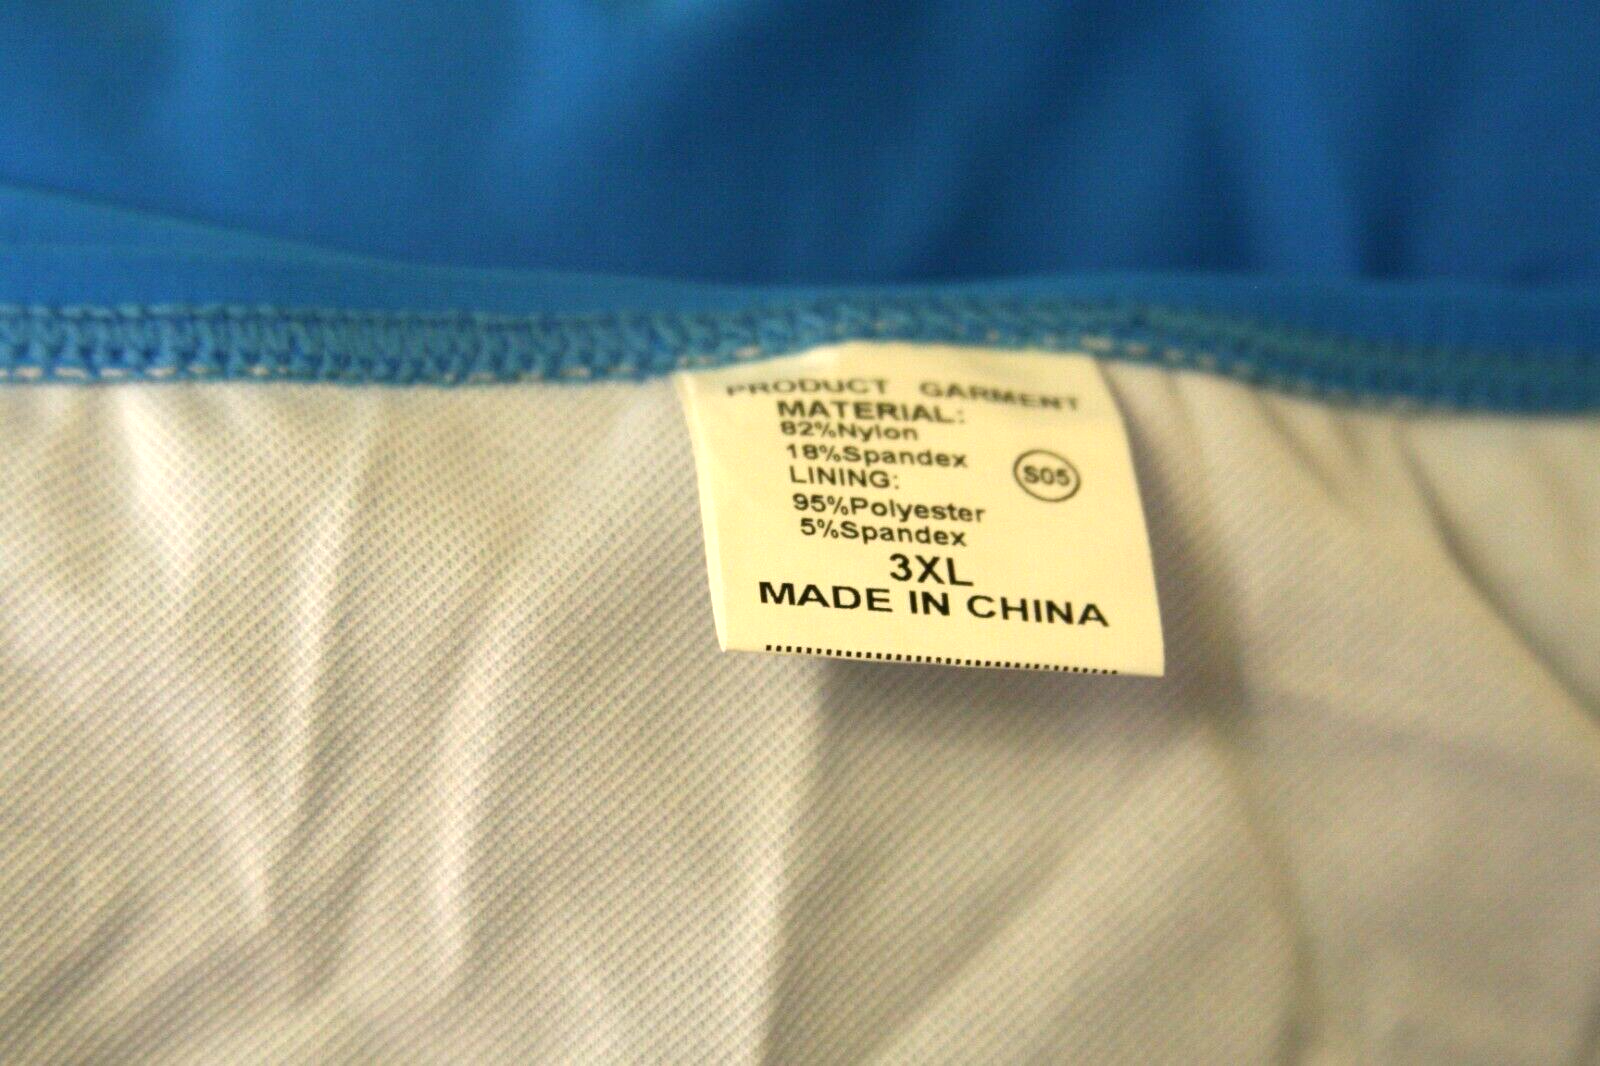 PRODUCT GARMENT
MATERIAL:
82%Nylon
18%Spandex
S05
LINING:
95%Polyester
5%Spandex
3XL
MADE IN CHINA